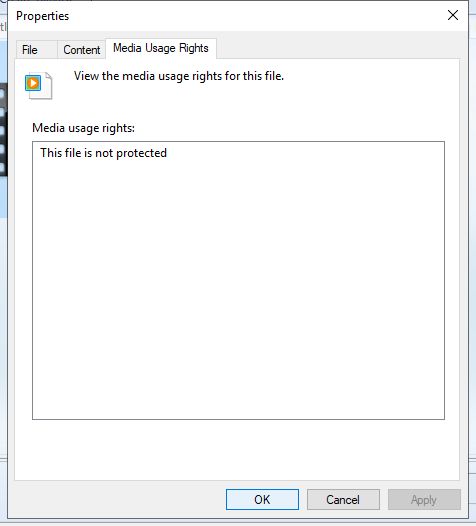 Properties
File
Content
Media Usage Rights
View the media usage rights for this file.
Media usage rights:
This file is not protected
OK
Cancel
Apply